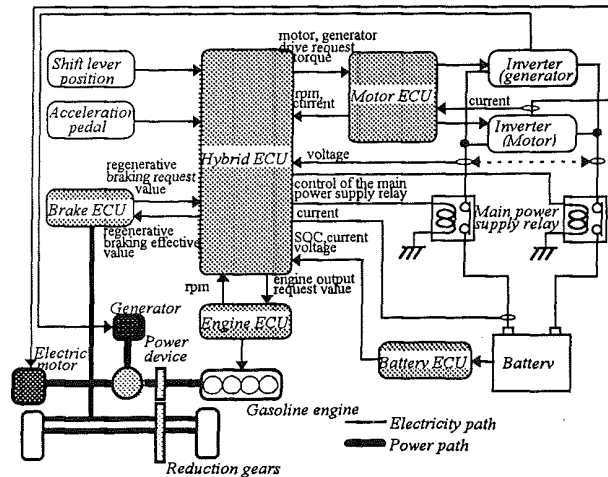 motor, generator
drive request
torque
Shift lever
position
Inverter
(generator
Motor ECU
rpm,
current
current
Acceleration
pedal
Inverter
(Motor)
Hybrid ECU
voltage
regenerative
braking request
value
control of the main
power supply relay
Brake ECU
current
Main power
supply relay
regenerative
braking effective
value
SOC, current
voltage
rpm
engine output
request value
Generator
Engine ECU
Power
device
Electric
motor
Battery ECU
Battery
Gasoline engine
Electricity path
Power path
Reduction gears